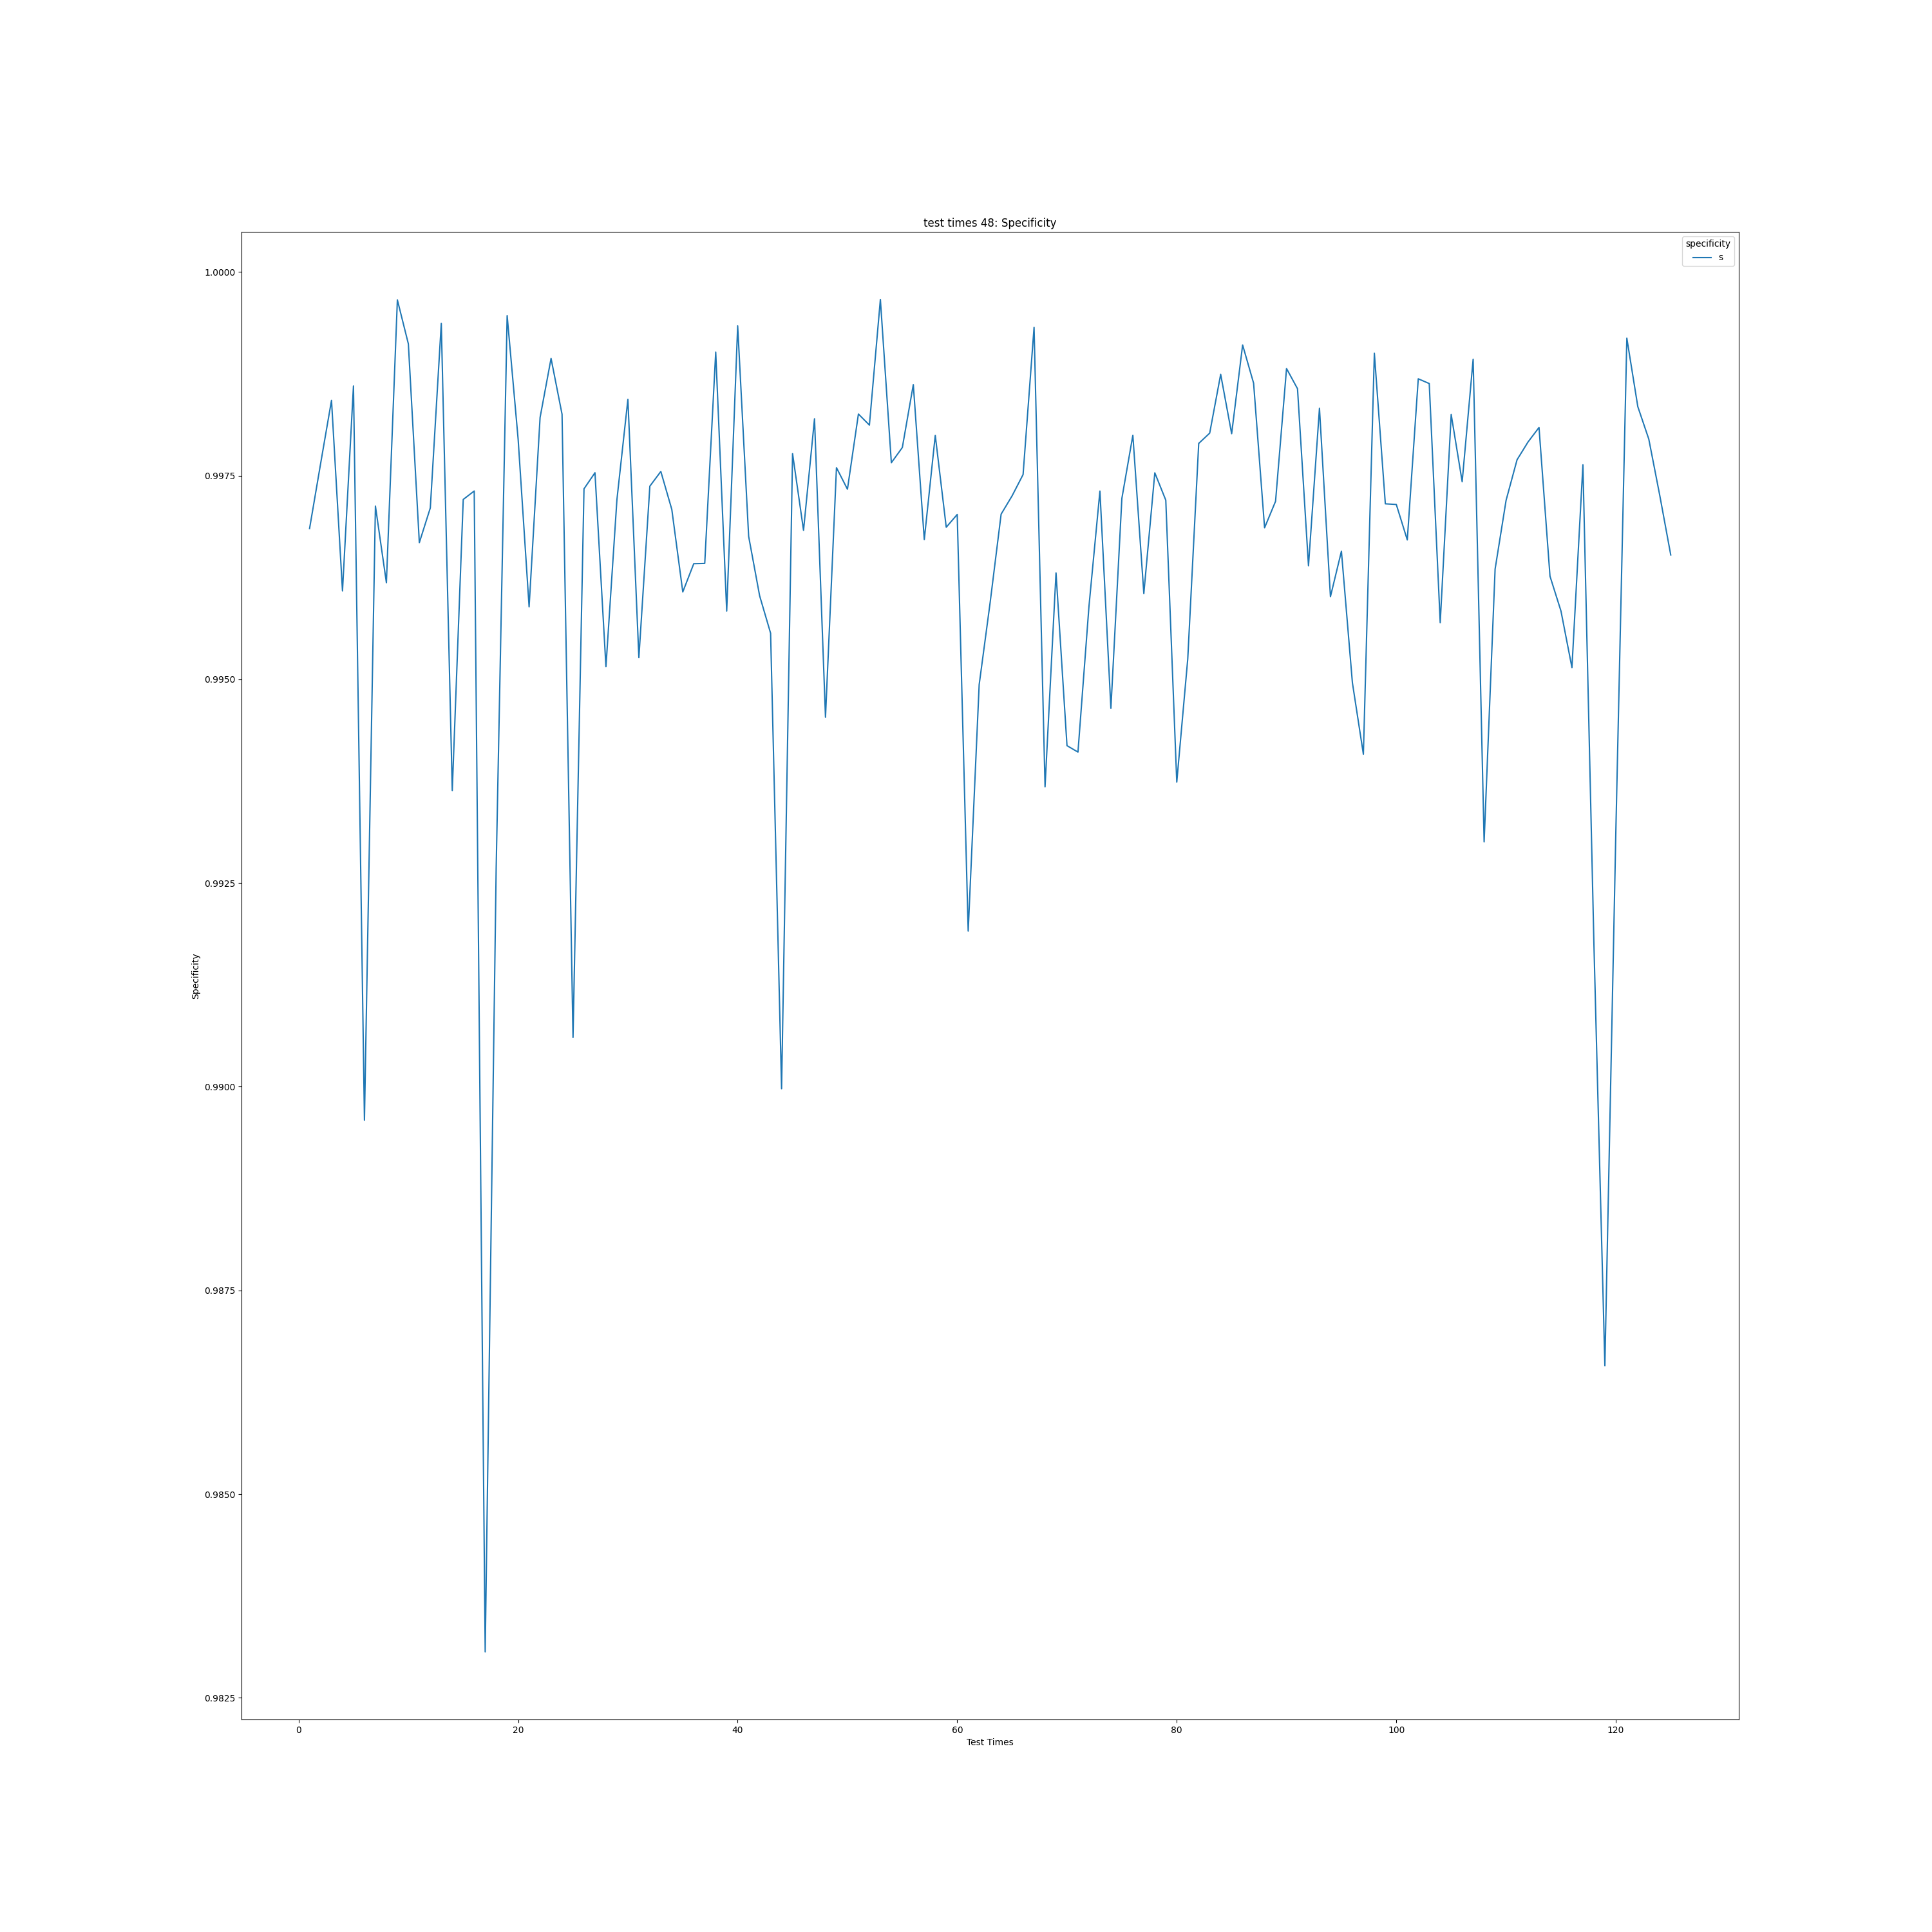 test times 48: Specificity
specificity
s
1.0000
0.9975
0.9950
0.9925
0.9900
0.9875
0.9850
0.9825
Specificity
0 20 40 60 80 100 120
Test Times